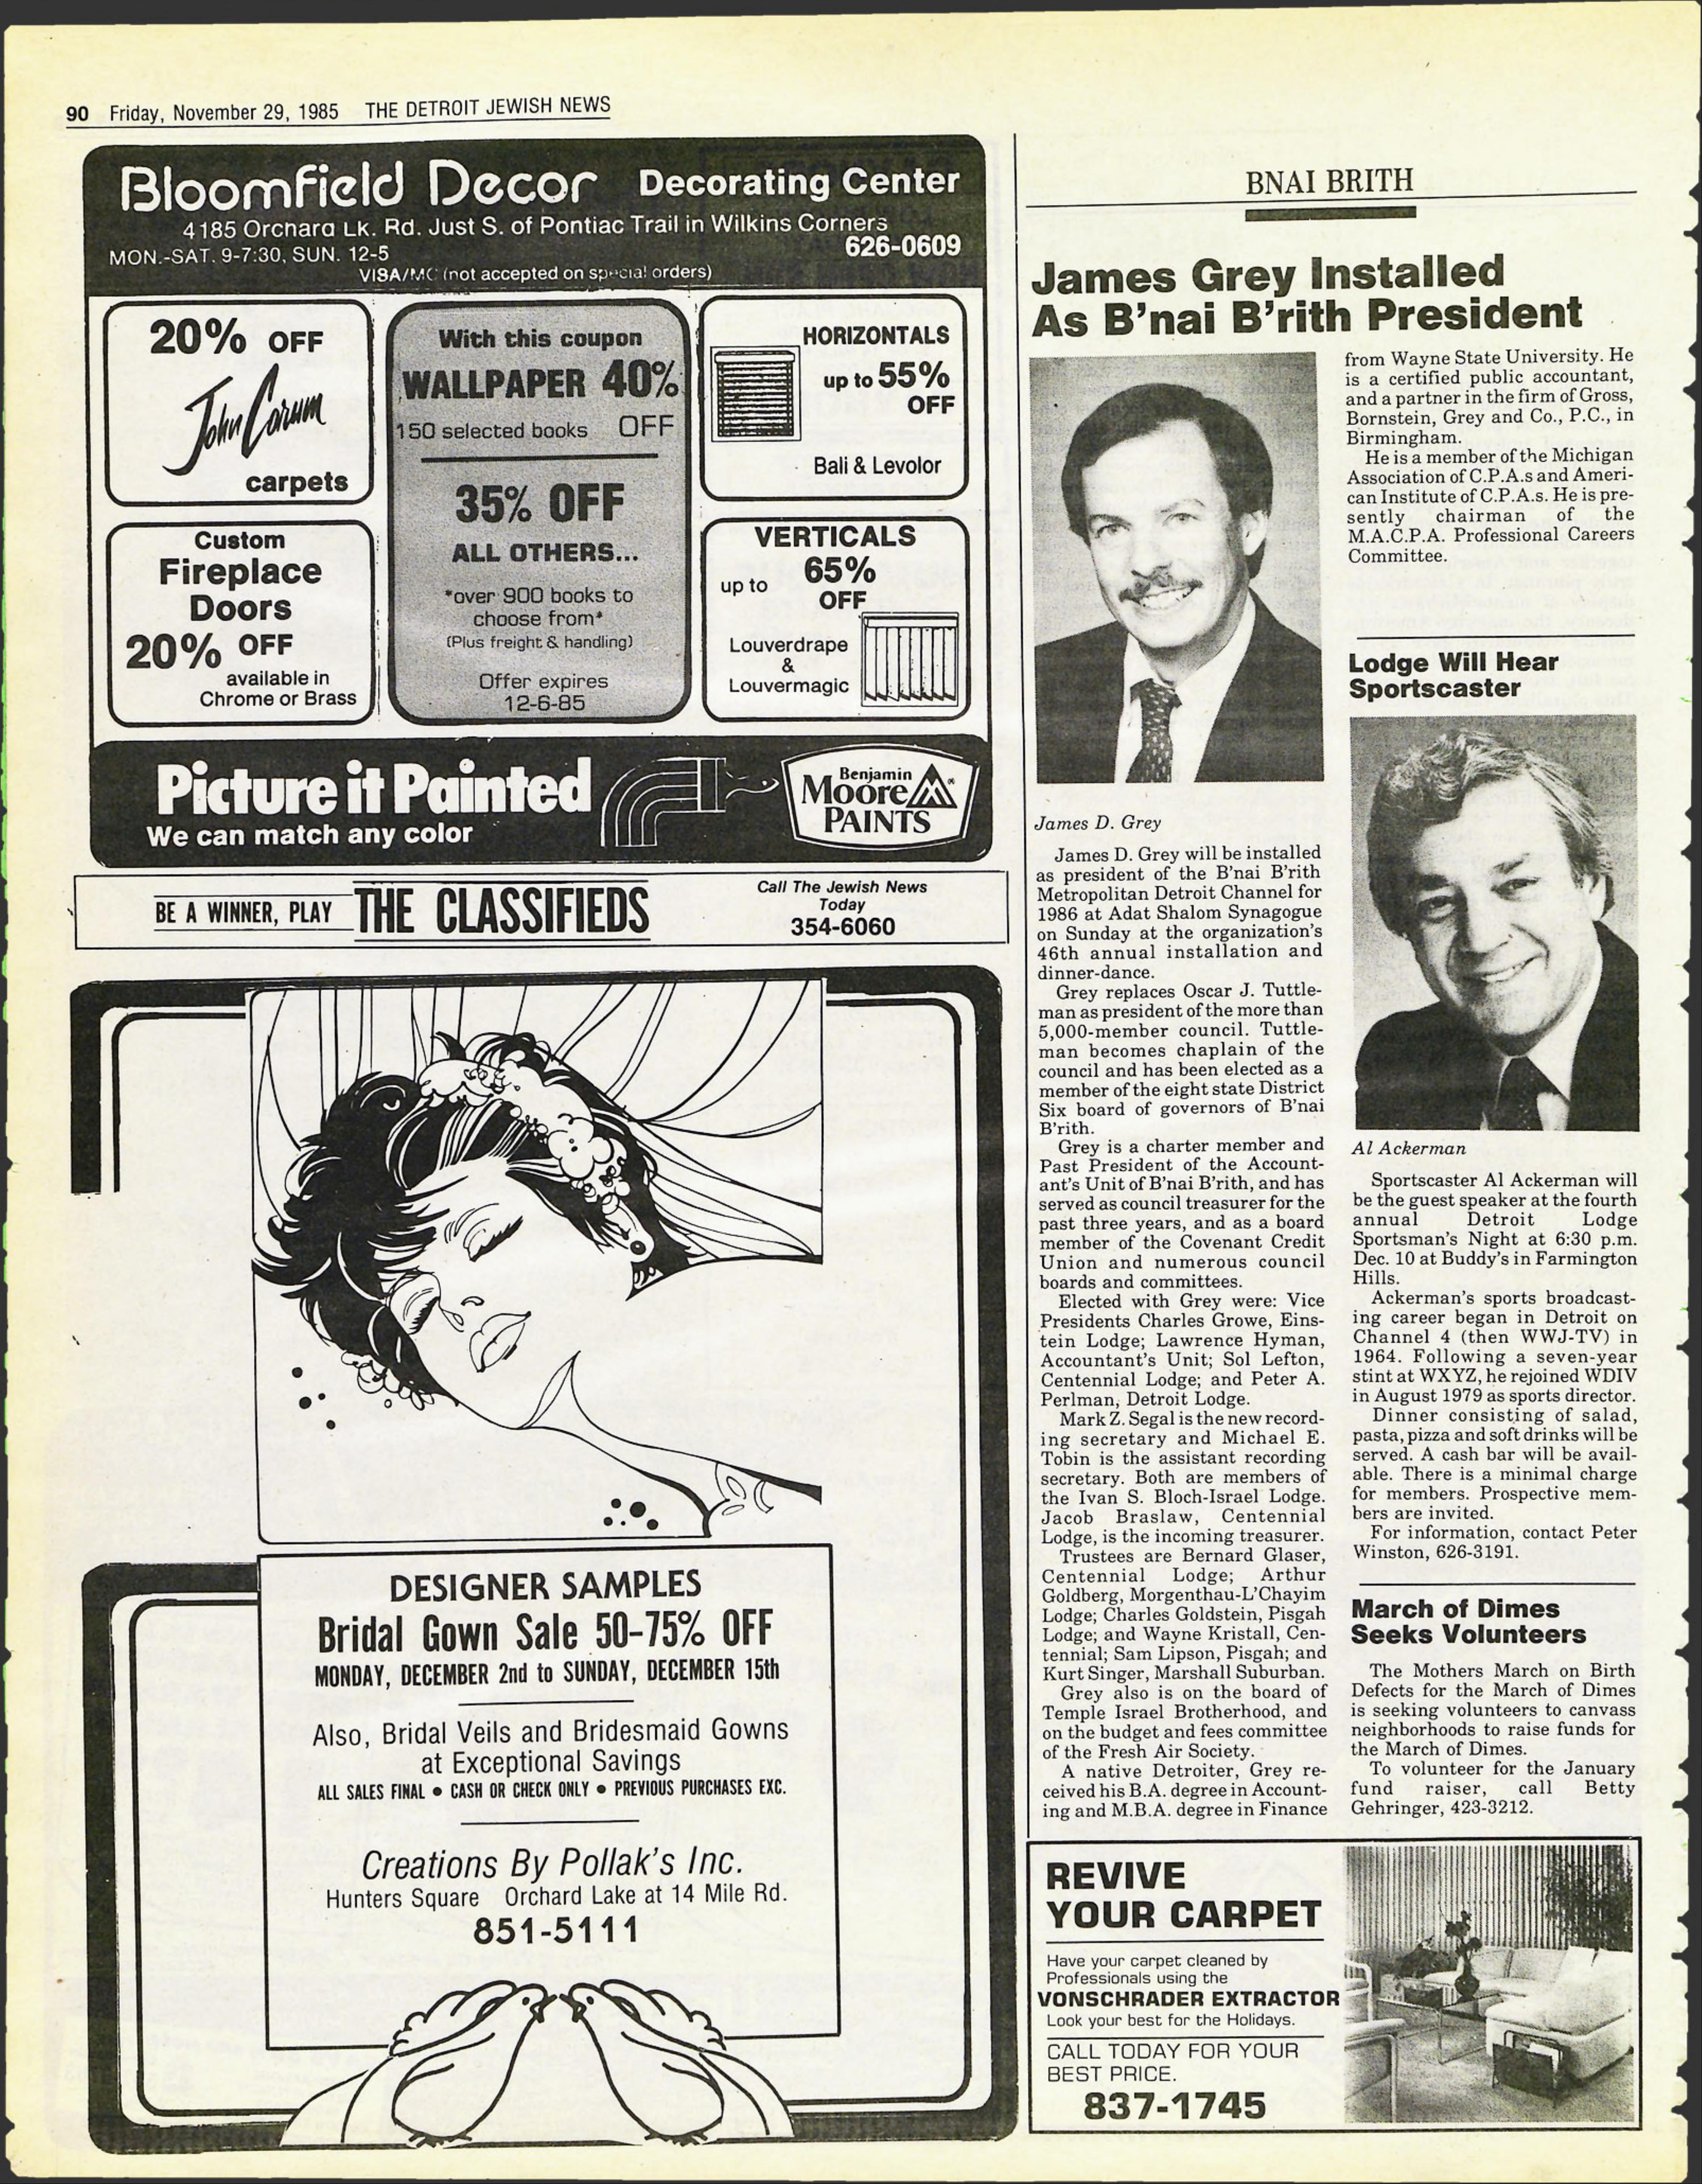 90 Friday, November 29, 1985 THE DETROIT JEWISH NEWS
Bloomfield Decor Decorating Center
4185 Orchard Lk. Rd. Just S. of Pontiac Trail in Wilkins Corners
MON.-SAT. 9-7:30, SUN. 12-5 626-0609
VISA/MC (not accepted on special orders)
20% OFF
John Corum
carpets
Custom
Fireplace
Doors
20% OFF
available in
Chrome or Brass
With this coupon
WALLPAPER 40%
150 selected books OFF
35% OFF
ALL OTHERS...
*over 900 books to
choose from*
(Plus freight & handling)
Offer expires
12-6-85
HORIZONTALS
up to 55%
OFF
Bali & Levolor
VERTICALS
up to 65%
OFF
Louverdrape
&
Louvermagic
Picture it Painted
We can match any color
Benjamin
Moore
PAINTS
BE A WINNER, PLAY THE CLASSIFIEDS
Call The Jewish News
Today
354-6060
DESIGNER SAMPLES
Bridal Gown Sale 50-75% OFF
MONDAY, DECEMBER 2nd to SUNDAY, DECEMBER 15th
Also, Bridal Veils and Bridesmaid Gowns
at Exceptional Savings
ALL SALES FINAL • CASH OR CHECK ONLY • PREVIOUS PURCHASES EXC.
Creations By Pollak's Inc.
Hunters Square Orchard Lake at 14 Mile Rd.
851-5111
BNAI BRITH
James Grey Installed
As B'nai B'rith President
James D. Grey
James D. Grey will be installed
as president of the B'nai B'rith
Metropolitan Detroit Channel for
1986 at Adat Shalom Synagogue
on Sunday at the organization's
46th annual installation and
dinner-dance.
Grey replaces Oscar J. Tuttle-
man as president of the more than
5,000-member council. Tuttle-
man becomes chaplain of the
council and has been elected as a
member of the eight state District
Six board of governors of B'nai
B'rith.
Grey is a charter member and
Past President of the Account-
ant's Unit of B'nai B'rith, and has
served as council treasurer for the
past three years, and as a board
member of the Covenant Credit
Union and numerous council
boards and committees.
Elected with Grey were: Vice
Presidents Charles Growe, Eins-
tein Lodge; Lawrence Hyman,
Accountant's Unit; Sol Lefton,
Centennial Lodge; and Peter A.
Perlman, Detroit Lodge.
Mark Z. Segal is the new record-
ing secretary and Michael E.
Tobin is the assistant recording
secretary. Both are members of
the Ivan S. Bloch-Israel Lodge.
Jacob Braslaw, Centennial
Lodge, is the incoming treasurer.
Trustees are Bernard Glaser,
Centennial Lodge; Arthur
Goldberg, Morgenthau-L'Chayim
Lodge; Charles Goldstein, Pisgah
Lodge; and Wayne Kristall, Cen-
tennial; Sam Lipson, Pisgah; and
Kurt Singer, Marshall Suburban.
Grey also is on the board of
Temple Israel Brotherhood, and
on the budget and fees committee
of the Fresh Air Society.
A native Detroiter, Grey re-
ceived his B.A. degree in Account-
ing and M.B.A. degree in Finance
from Wayne State University. He
is a certified public accountant,
and a partner in the firm of Gross,
Bornstein, Grey and Co., P.C., in
Birmingham.
He is a member of the Michigan
Association of C.P.A.s and Ameri-
can Institute of C.P.A.s. He is pre-
sently chairman of the
M.A.C.P.A. Professional Careers
Committee.
Lodge Will Hear
Sportscaster
Al Ackerman
Sportscaster Al Ackerman will
be the guest speaker at the fourth
annual Detroit Lodge
Sportsman's Night at 6:30 p.m.
Dec. 10 at Buddy's in Farmington
Hills.
Ackerman's sports broadcast-
ing career began in Detroit on
Channel 4 (then WWJ-TV) in
1964. Following a seven-year
stint at WXYZ, he rejoined WDIV
in August 1979 as sports director.
Dinner consisting of salad,
pasta, pizza and soft drinks will be
served. A cash bar will be avail-
able. There is a minimal charge
for members. Prospective mem-
bers are invited.
For information, contact Peter
Winston, 626-3191.
March of Dimes
Seeks Volunteers
The Mothers March on Birth
Defects for the March of Dimes
is seeking volunteers to canvass
neighborhoods to raise funds for
the March of Dimes.
To volunteer for the January
fund raiser, call Betty
Gehringer, 423-3212.
REVIVE
YOUR CARPET
Have your carpet cleaned by
Professionals using the
VONSCHRADER EXTRACTOR
Look your best for the Holidays.
CALL TODAY FOR YOUR
BEST PRICE.
837-1745